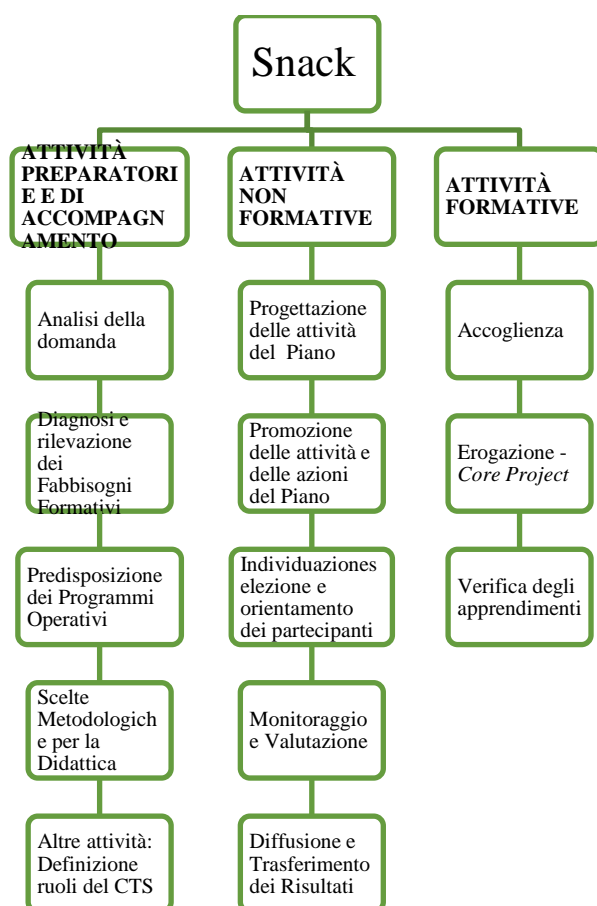 Snack
ATTIVITÀ
PREPARATORI
E E DI
ACCOMPAGN
AMENTO
Analisi della
domanda
Diagnosi e
rilevazione
dei
Fabbisogni
Formativi
Predisposizione
dei Programmi
Operativi
Scelte
Metodologich
e per la
Didattica
Altre attività:
Definizione
ruoli del CTS
ATTIVITÀ
NON
FORMATIVE
Progettazione
delle attività
del Piano
Promozione
delle attività e
delle azioni
del Piano
Individuaziones
elezione e
orientamento
dei partecipanti
Monitoraggio
e Valutazione
Diffusione e
Trasferimento
dei Risultati
ATTIVITÀ
FORMATIVE
Accoglienza
Erogazione -
Core Project
Verifica degli
apprendimenti